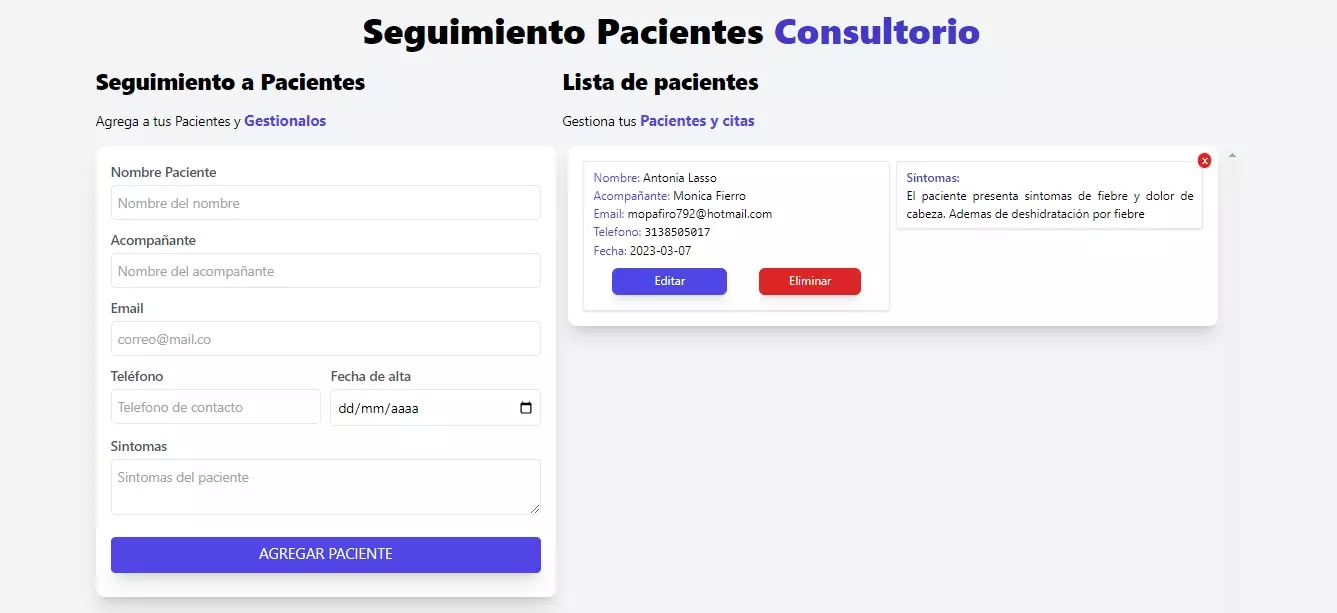 Seguimiento Pacientes Consultorio
Seguimiento a Pacientes
Agrega a tus Pacientes y Gestionalos
Nombre Paciente
Nombre del nombre
Acompañante
Nombre del acompañante
Email
correo@mail.co
Teléfono
Telefono de contacto
Fecha de alta
dd/mm/aaaa
Sintomas
Sintomas del paciente
AGREGAR PACIENTE
Lista de pacientes
Gestiona tus Pacientes y citas
Nombre: Antonia Lasso
Acompañante: Monica Fierro
Email: mopafiro792@hotmail.com
Telefono: 3138505017
Fecha: 2023-03-07
Editar
Eliminar
x
Síntomas:
El paciente presenta sintomas de fiebre y dolor de
cabeza. Ademas de deshidratación por fiebre